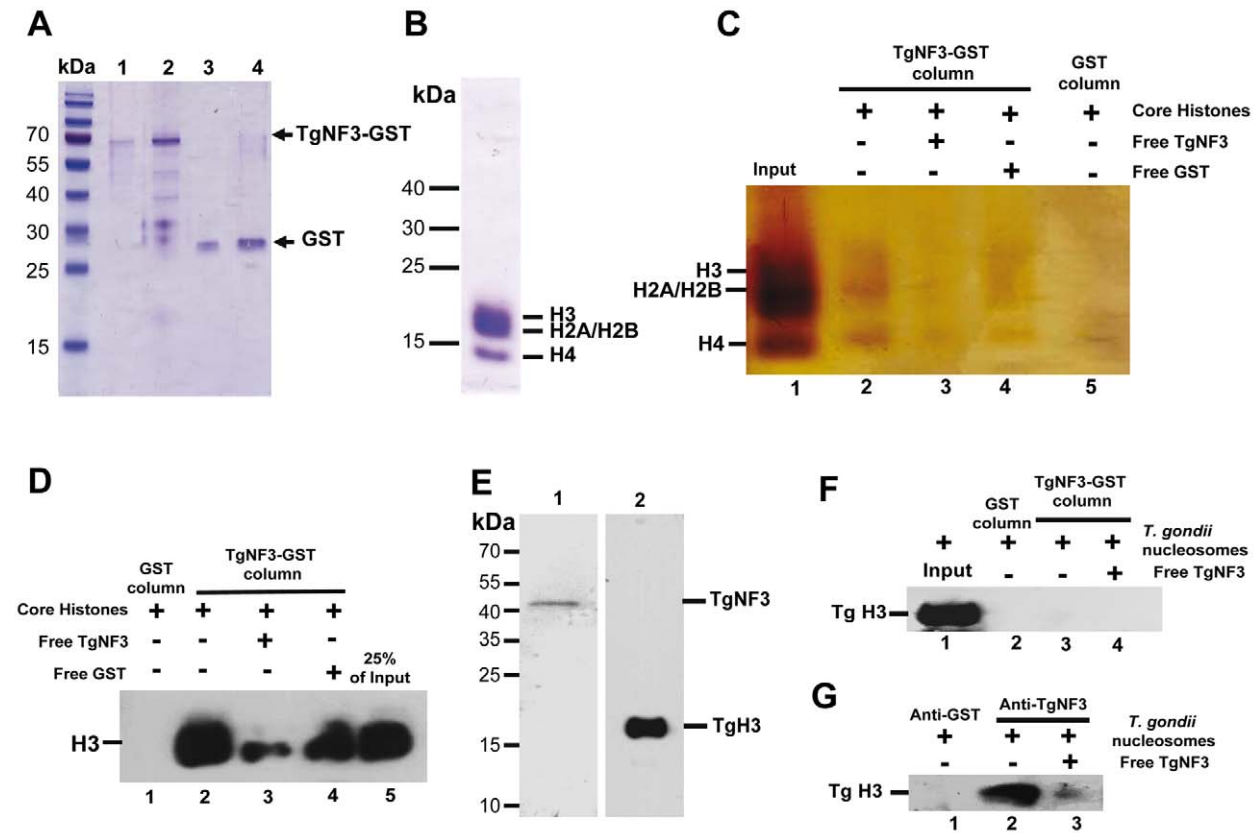 A
kDa 1 2 3 4
70
55
40
30
25
15
TgNF3-GST
GST
B
kDa
40
30
25
15
H3
H2A/H2B
H4
C
TgNF3-GST
column
GST
column
+ + + + Core Histones
- + - - Free TgNF3
Input - - + - Free GST
H3
H2A/H2B
H4
1 2 3 4 5
D
GST
column
TgNF3-GST
column
Core Histones + + + +
Free TgNF3 - - + -
Free GST - - - + 25%
of Input
H3
1 2 3 4 5
E
1 2
kDa
70
55
40
35
25
15
10
TgNF3
TgH3
F
GST
column
TgNF3-GST
column
+ + + + T. gondii
nucleosomes
Input - - + Free TgNF3
Tg H3
1 2 3 4
G
Anti-GST Anti-TgNF3
+ + + T. gondii
nucleosomes
- - + Free TgNF3
Tg H3
1 2 3